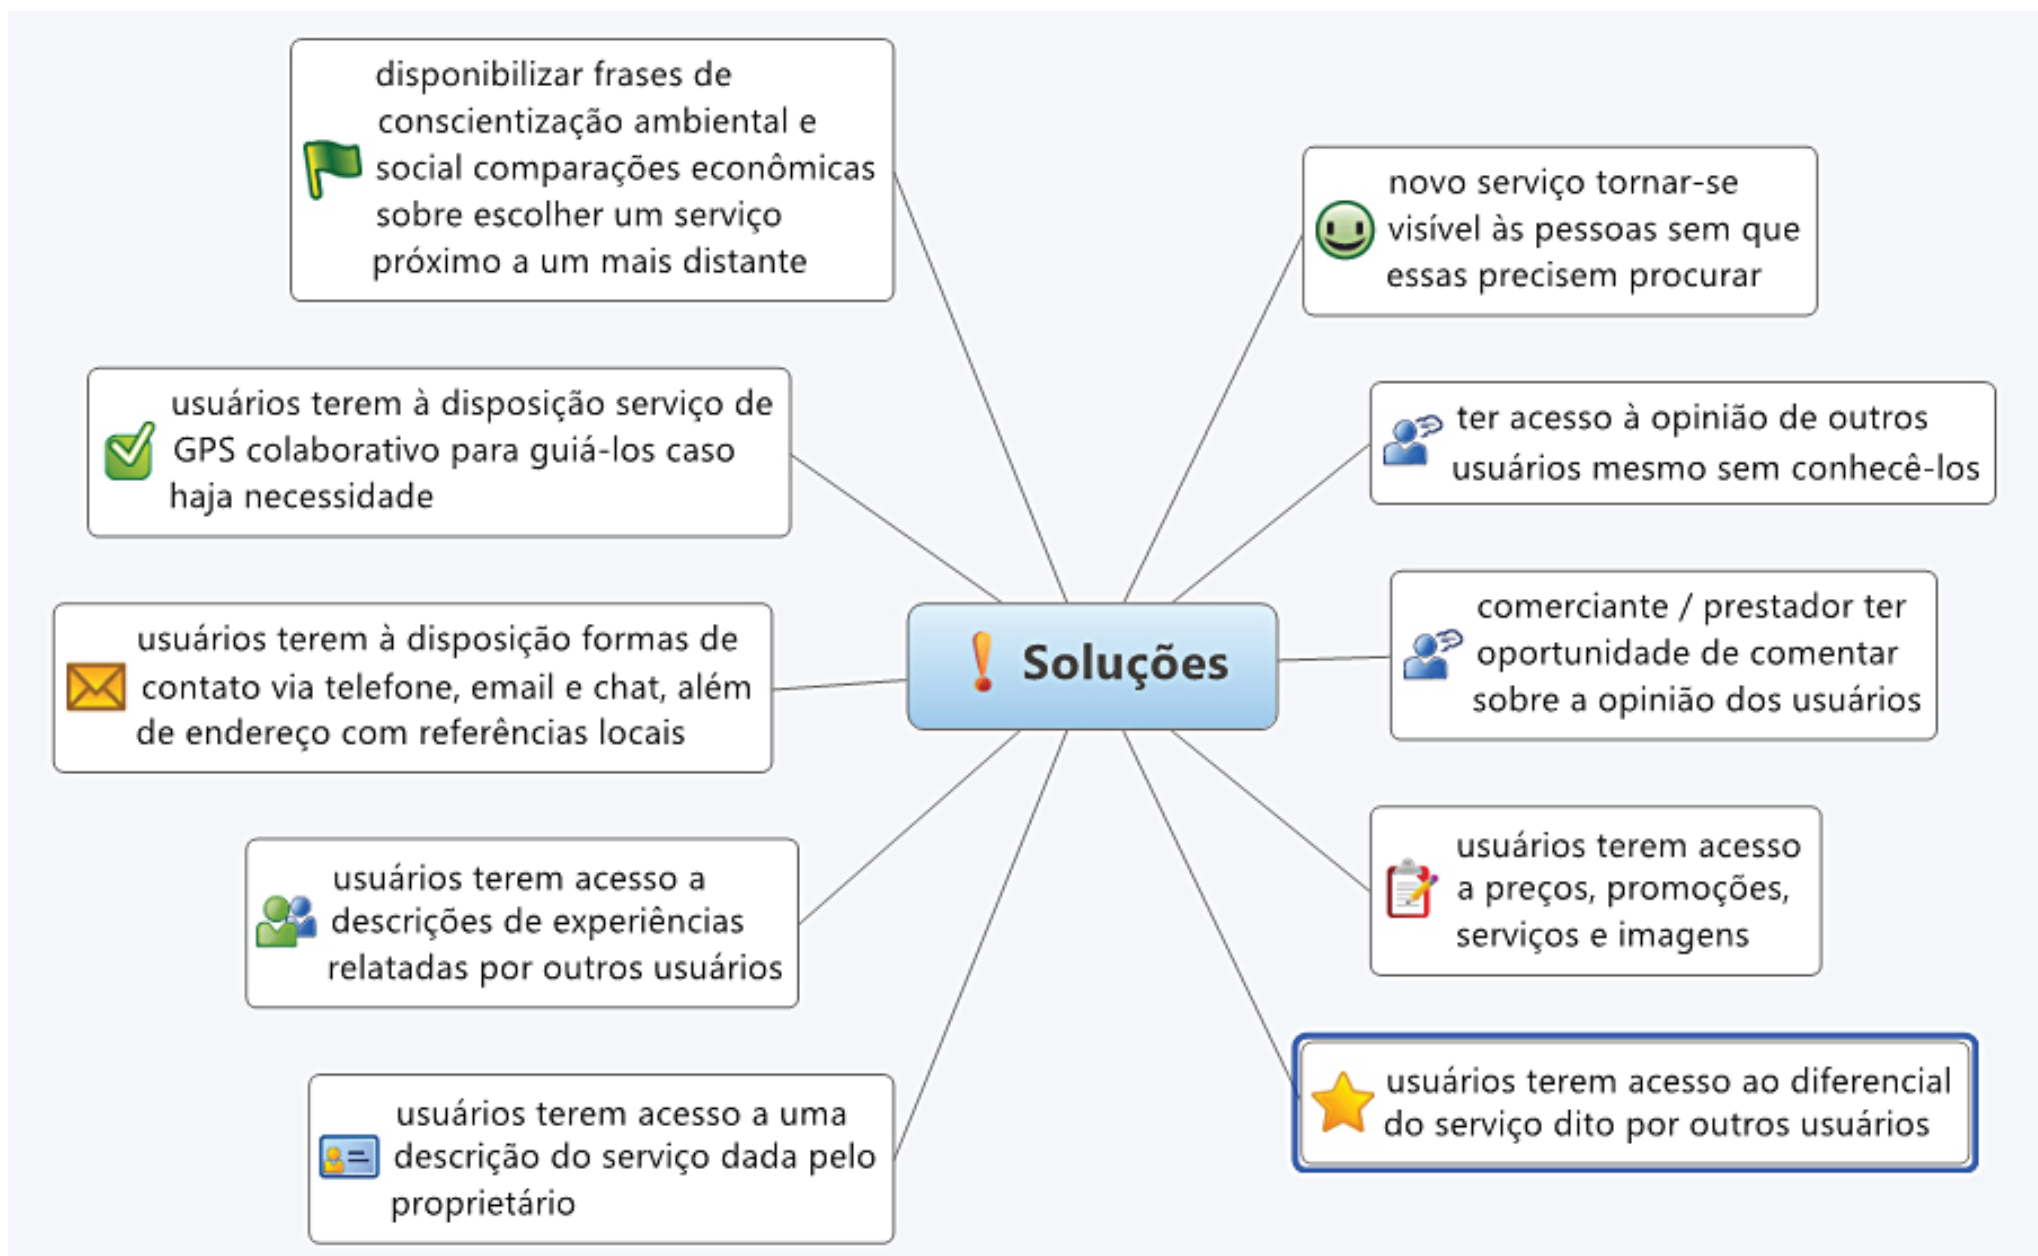 disponibilizar frases de
conscientização ambiental e
social comparações econômicas
sobre escolher um serviço
próximo a um mais distante
usuários terem à disposição serviço de
GPS colaborativo para guiá-los caso
haja necessidade
usuários terem à disposição formas de
contato via telefone, email e chat, além
de endereço com referências locais
usuários terem acesso a
descrições de experiências
relatadas por outros usuários
usuários terem acesso a uma
descrição do serviço dada pelo
proprietário
Soluções
novo serviço tornar-se
visível às pessoas sem que
essas precisem procurar
ter acesso à opinião de outros
usuários mesmo sem conhecê-los
comerciante / prestador ter
oportunidade de comentar
sobre a opinião dos usuários
usuários terem acesso
a preços, promoções,
serviços e imagens
usuários terem acesso ao diferencial
do serviço dito por outros usuários